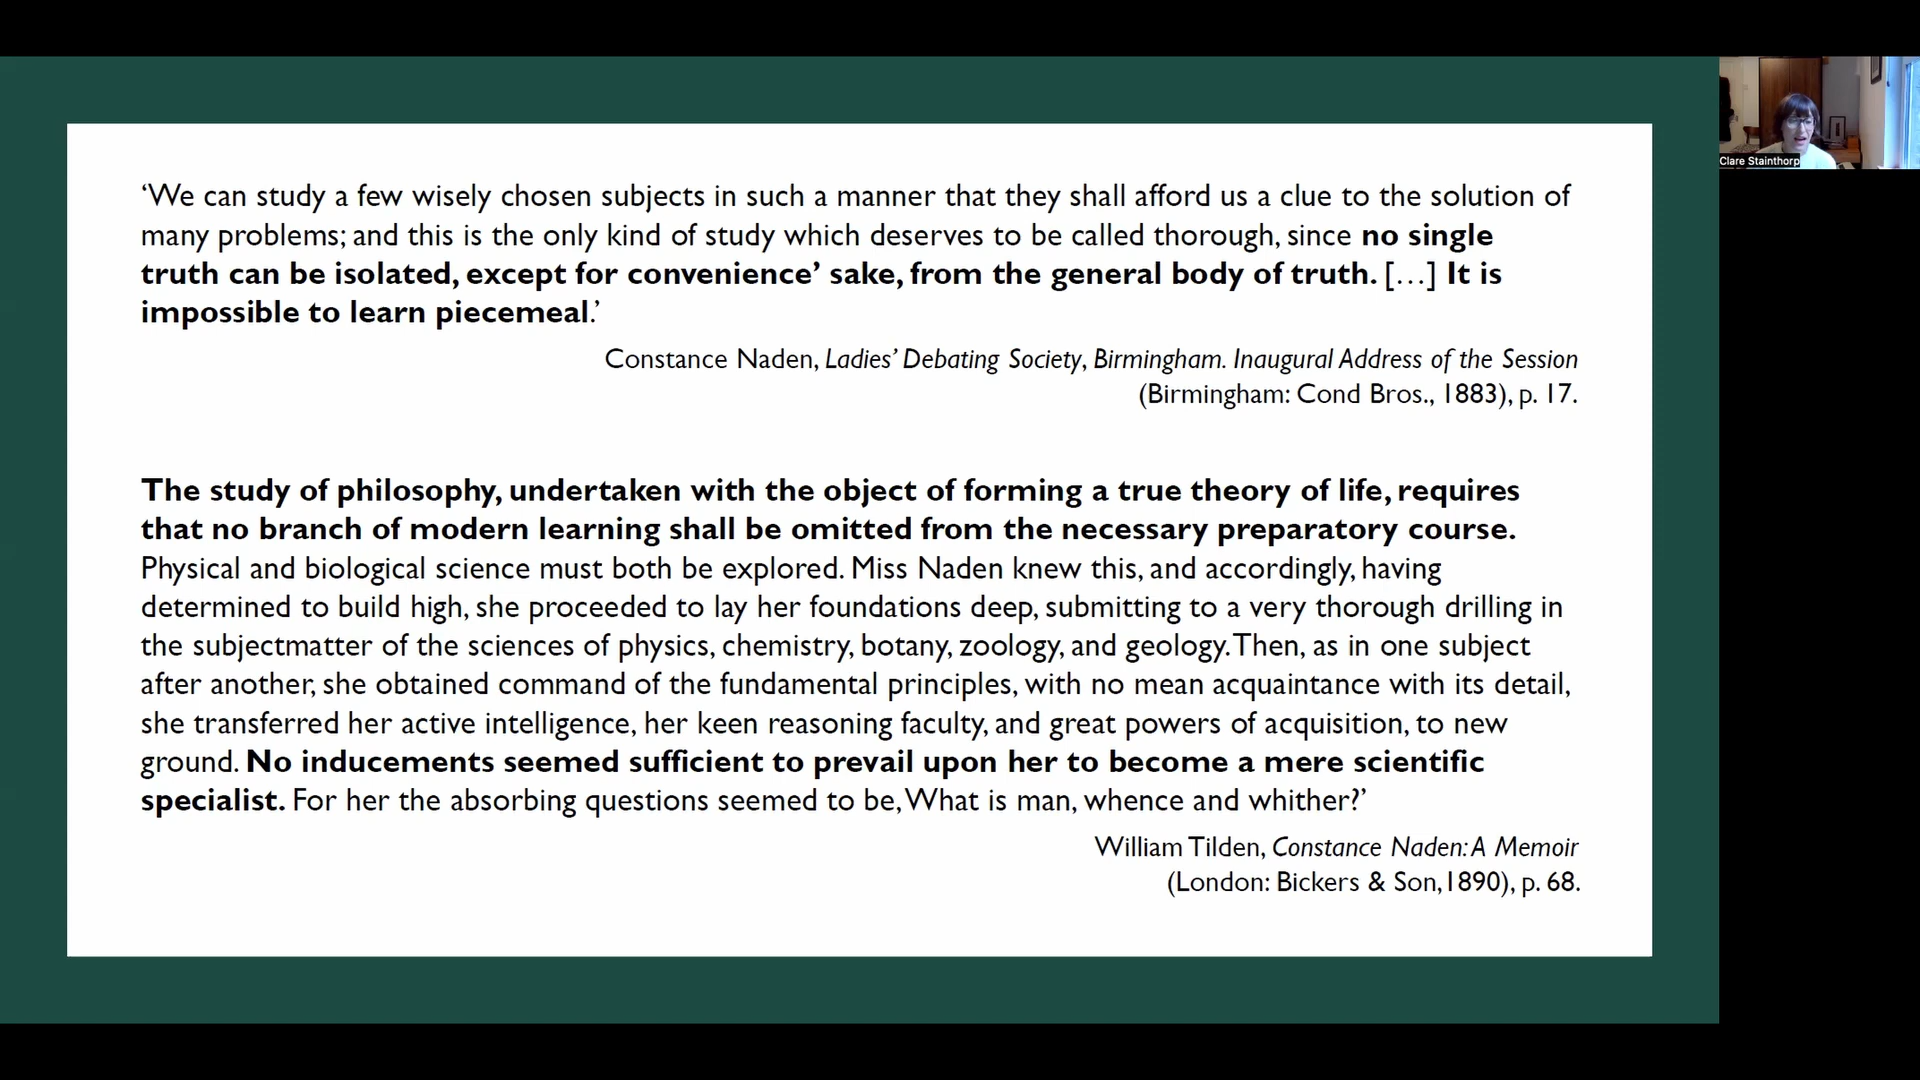 ‘We can study a few wisely chosen subjects in such a manner that they shall afford us a clue to the solution of
many problems; and this is the only kind of study which deserves to be called thorough, since no single
truth can be isolated, except for convenience’ sake, from the general body of truth. […] It is
impossible to learn piecemeal.’
Constance Naden, Ladies’ Debating Society, Birmingham. Inaugural Address of the Session
(Birmingham: Cond Bros., 1883), p. 17.
The study of philosophy, undertaken with the object of forming a true theory of life, requires
that no branch of modern learning shall be omitted from the necessary preparatory course.
Physical and biological science must both be explored. Miss Naden knew this, and accordingly, having
determined to build high, she proceeded to lay her foundations deep, submitting to a very thorough drilling in
the subjectmatter of the sciences of physics, chemistry, botany, zoology, and geology. Then, as in one subject
after another, she obtained command of the fundamental principles, with no mean acquaintance with its detail,
she transferred her active intelligence, her keen reasoning faculty, and great powers of acquisition, to new
ground. No inducements seemed sufficient to prevail upon her to become a mere scientific
specialist. For her the absorbing questions seemed to be, What is man, whence and whither?’
William Tilden, Constance Naden: A Memoir
(London: Bickers & Son, 1890), p. 68.
Clare Stainthorp